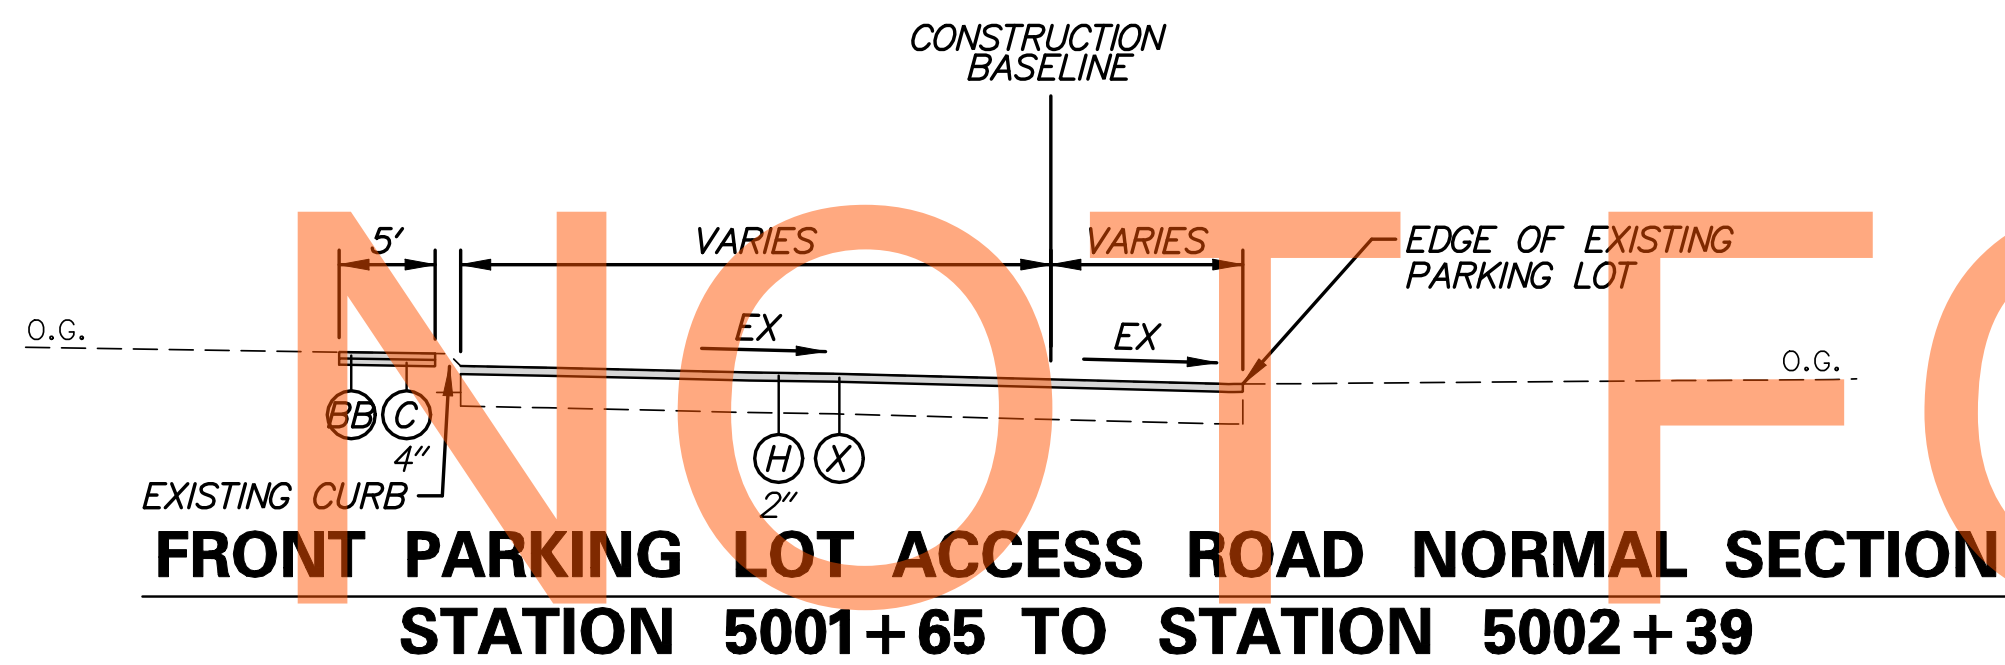 CONSTRUCTION
BASELINE
5'
VARIES
VARIES
EDGE OF EXISTING
PARKING LOT
O.G.
EX
EX
O.G.
BB
C
4"
H
X
2"
EXISTING CURB
FRONT PARKING LOT ACCESS ROAD NORMAL SECTION
STATION 5001+65 TO STATION 5002+39
NOT